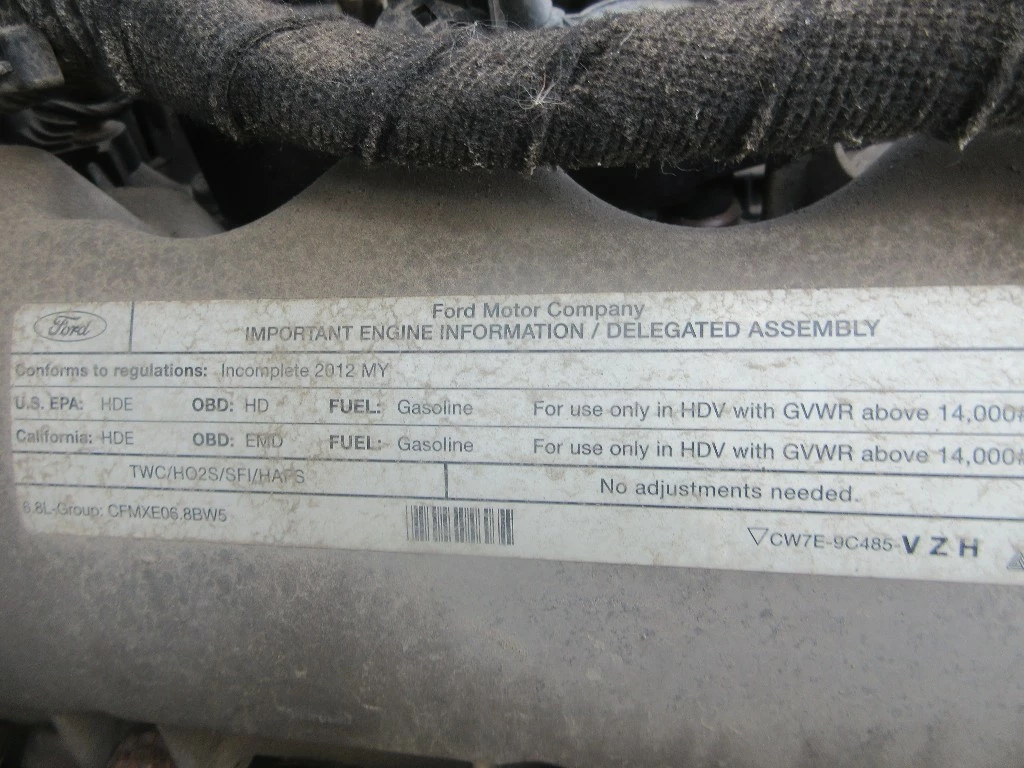 Ford
Ford Motor Company
IMPORTANT ENGINE INFORMATION / DELEGATED ASSEMBLY
Conforms to regulations: Incomplete 2012 MY
U.S. EPA: HDE OBD: HD FUEL: Gasoline For use only in HDV with GVWR above 14,000#
California: HDE OBD: EMD FUEL: Gasoline For use only in HDV with GVWR above 14,000#
TWC/HO2S/SFI/HAFS No adjustments needed.
6.8L-Group: CFMXE06.8BW5
▽CW7E-9C485-VZH